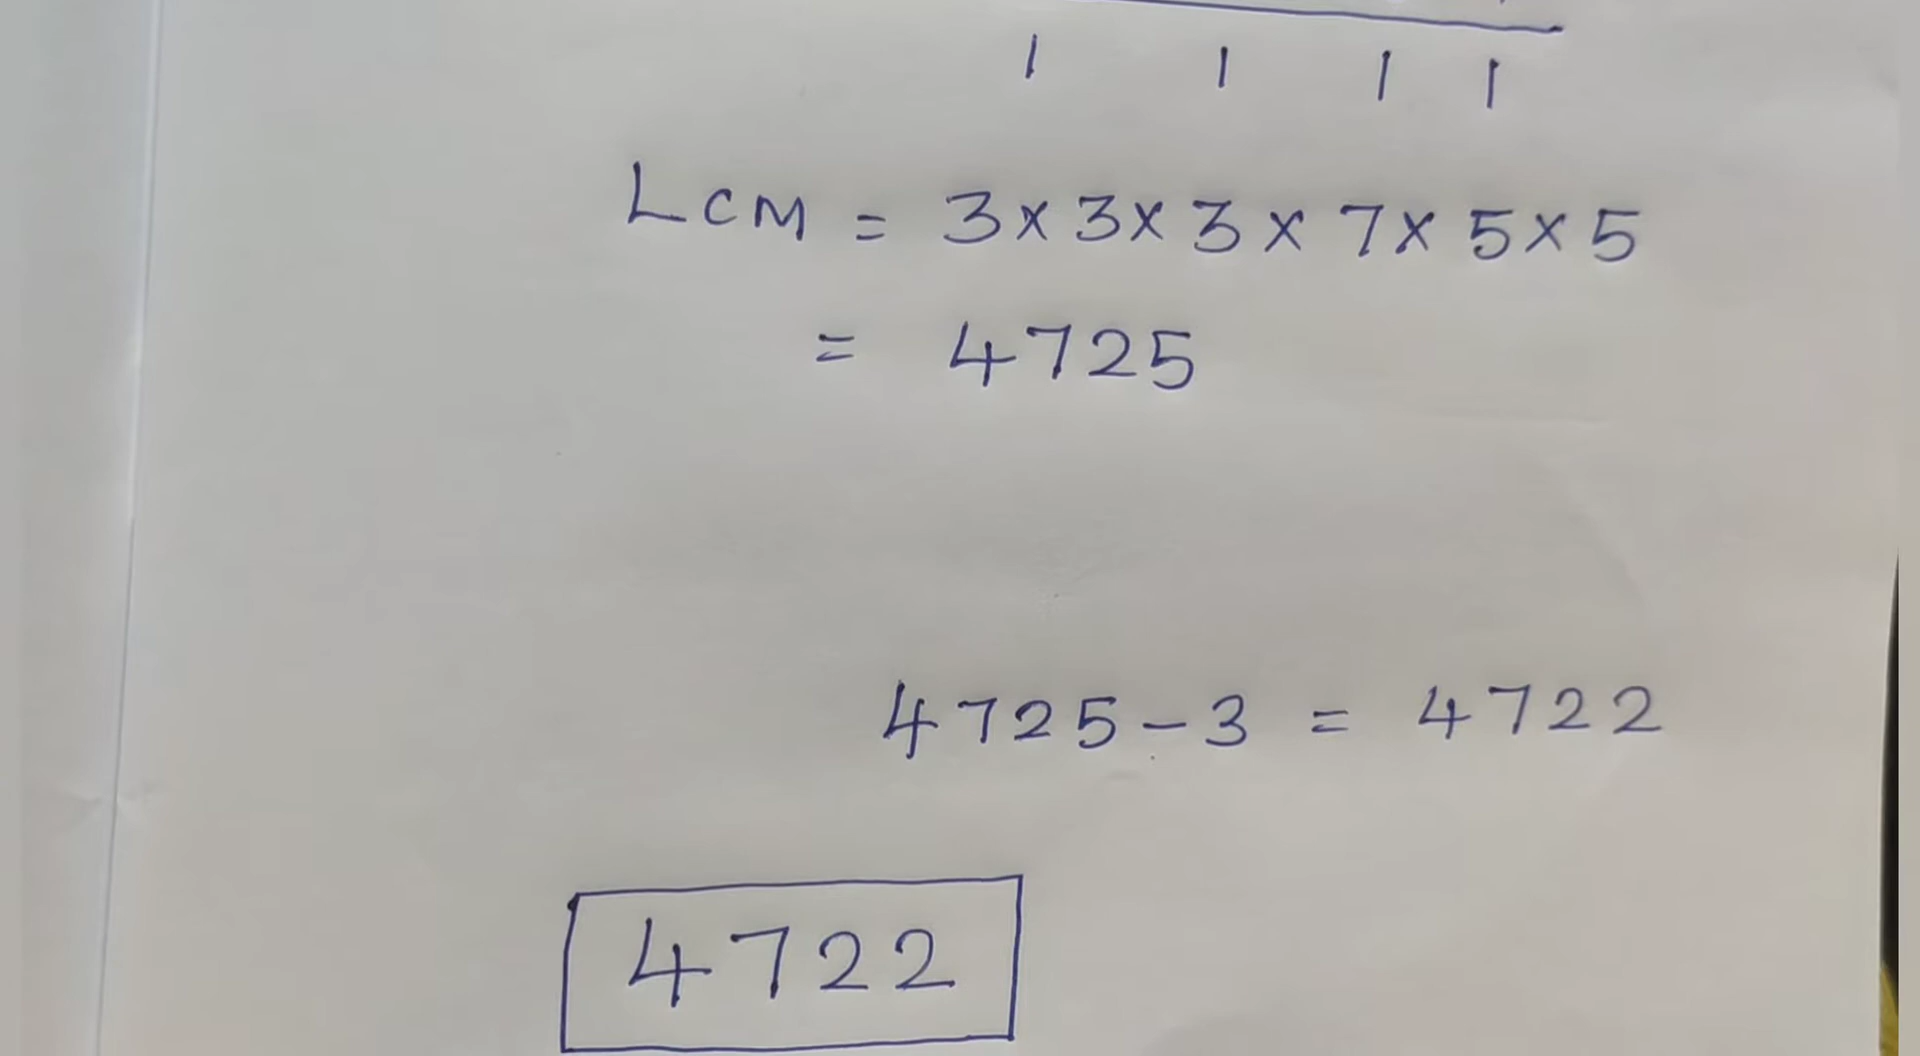 1 1 1 1
LCM = 3×3×3×7×5×5
= 4725
4725-3 = 4722
4722